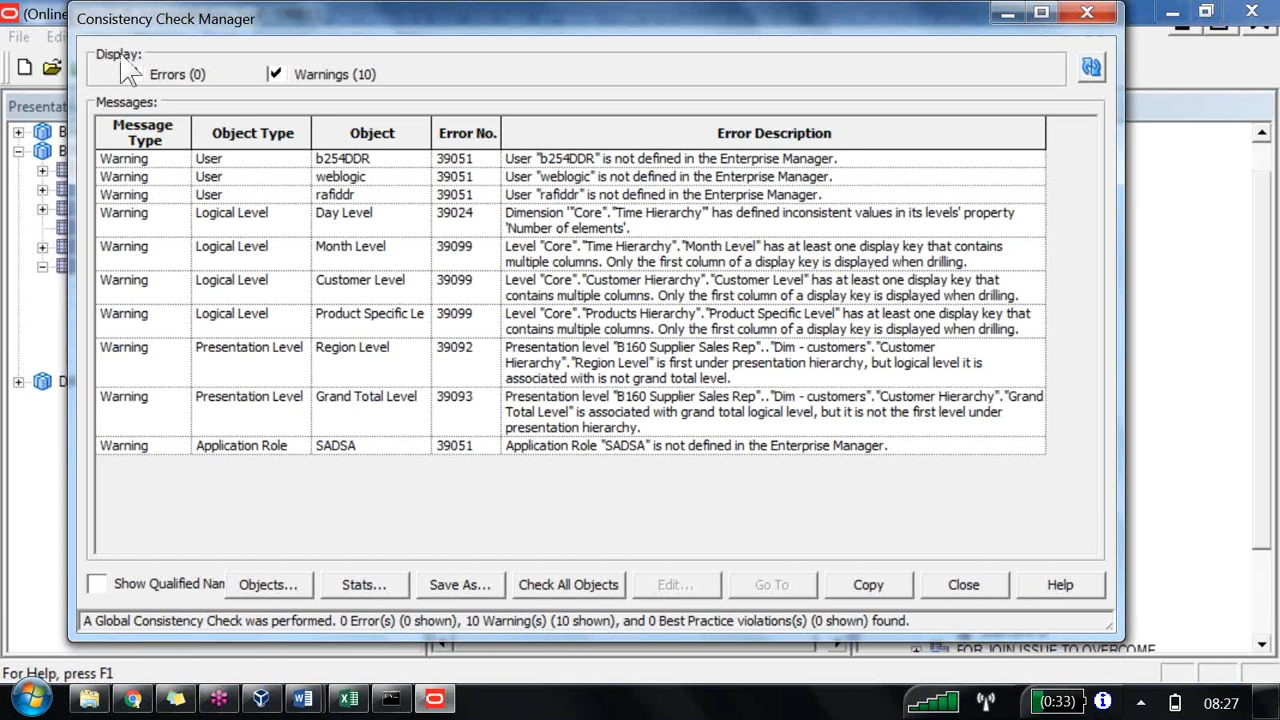 (Online
Consistency Check Manager
File Edi
Display:
Errors (0) Warnings (10)
Presentat
Messages:
Message Type Object Type Object Error No. Error Description
Warning User b254DDR 39051 User "b254DDR" is not defined in the Enterprise Manager.
Warning User weblogic 39051 User "weblogic" is not defined in the Enterprise Manager.
Warning User rafiddr 39051 User "rafiddr" is not defined in the Enterprise Manager.
Warning Logical Level Day Level 39024 Dimension '"Core"."Time Hierarchy"' has defined inconsistent values in its levels' property
'Number of elements'.
Warning Logical Level Month Level 39099 Level "Core"."Time Hierarchy"."Month Level" has at least one display key that contains
multiple columns. Only the first column of a display key is displayed when drilling.
Warning Logical Level Customer Level 39099 Level "Core"."Customer Hierarchy"."Customer Level" has at least one display key that
contains multiple columns. Only the first column of a display key is displayed when drilling.
Warning Logical Level Product Specific Le 39099 Level "Core"."Products Hierarchy"."Product Specific Level" has at least one display key that
contains multiple columns. Only the first column of a display key is displayed when drilling.
Warning Presentation Level Region Level 39092 Presentation level "B160 Supplier Sales Rep".."Dim - customers"."Customer
Hierarchy"."Region Level" is first under presentation hierarchy, but logical level it is
associated with is not grand total level.
Warning Presentation Level Grand Total Level 39093 Presentation level "B160 Supplier Sales Rep".."Dim - customers"."Customer Hierarchy"."Grand
Total Level" is associated with grand total logical level, but it is not the first level under
presentation hierarchy.
Warning Application Role SADSA 39051 Application Role "SADSA" is not defined in the Enterprise Manager.
B
B
D
Show Qualified Nam Objects... Stats... Save As... Check All Objects Edit... Go To Copy Close Help
A Global Consistency Check was performed. 0 Error(s) (0 shown), 10 Warning(s) (10 shown), and 0 Best Practice violations(s) (0 shown) found.
FOR JOIN ISSUE TO OVERCOME
For Help, press F1
(0:33) 08:27